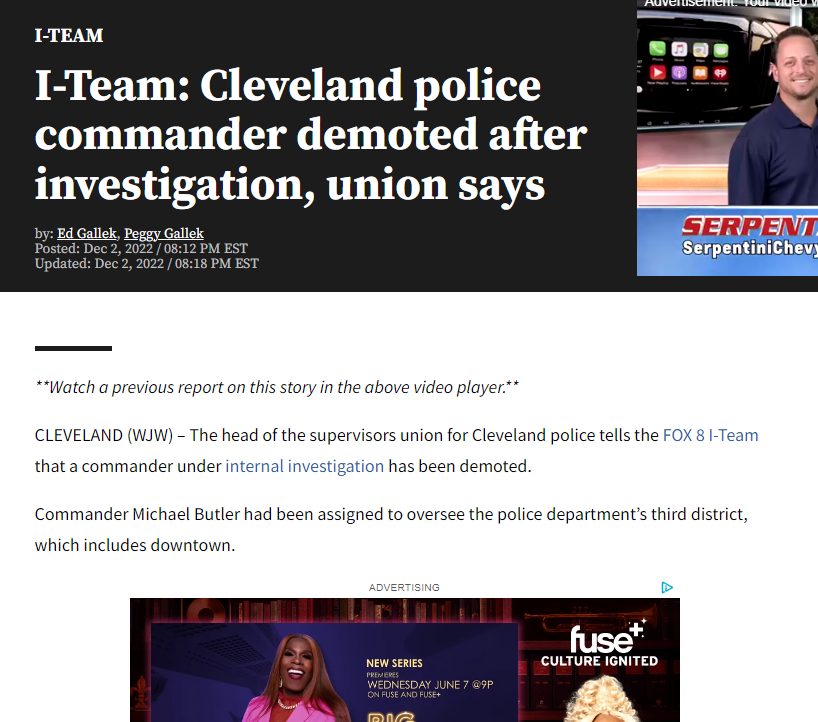 Advertisement: Your video w
I-TEAM
I-Team: Cleveland police
commander demoted after
investigation, union says
by: Ed Gallek, Peggy Gallek
Posted: Dec 2, 2022 / 08:12 PM EST
Updated: Dec 2, 2022 / 08:18 PM EST
SERPENT
SerpentiniChevy
**Watch a previous report on this story in the above video player.**
CLEVELAND (WJW) – The head of the supervisors union for Cleveland police tells the FOX 8 I-Team
that a commander under internal investigation has been demoted.
Commander Michael Butler had been assigned to oversee the police department’s third district,
which includes downtown.
ADVERTISING
NEW SERIES
PREMIERES
WEDNESDAY JUNE 7 @9P
ON FUSE AND FUSE+
BIG
fuse+
CULTURE IGNITED